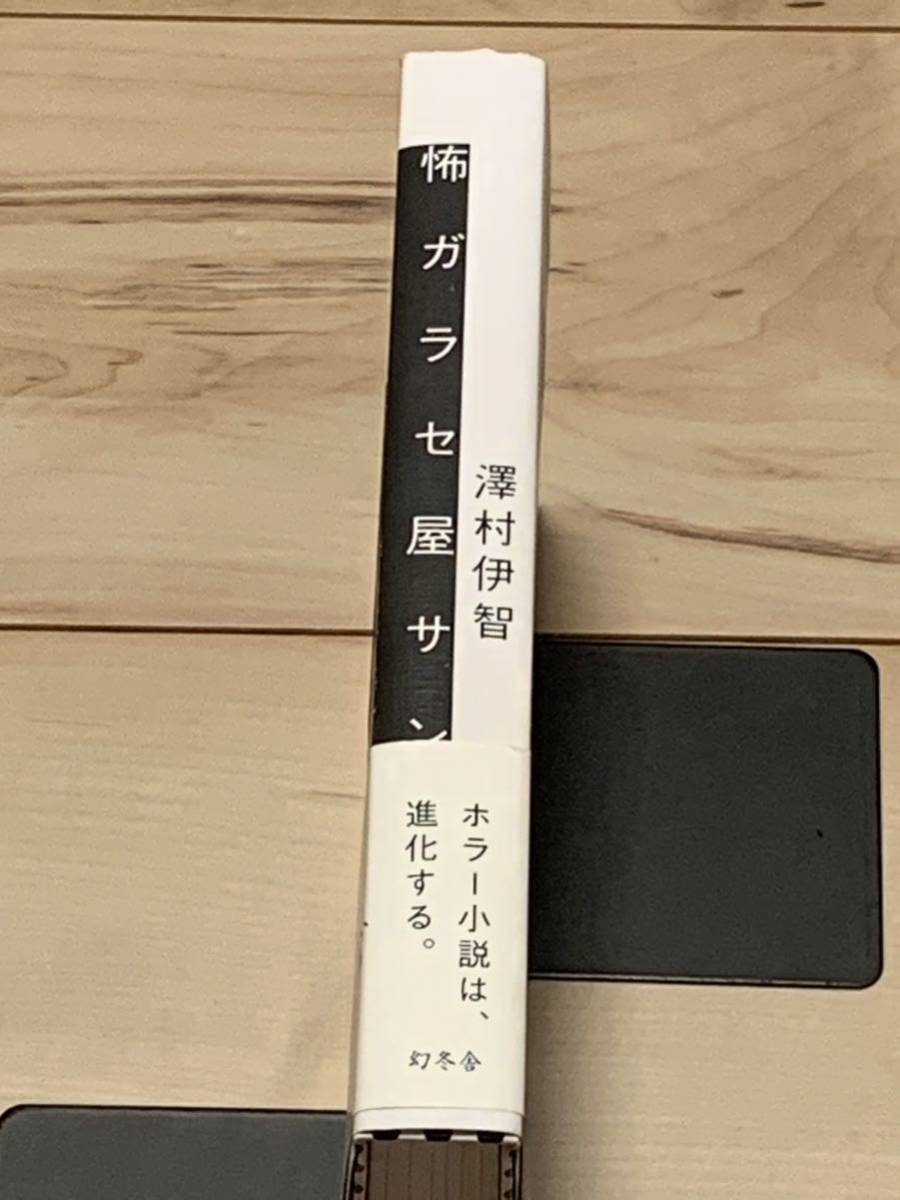 怖ガラセ屋サン
澤村伊智
ホラー小説は、
進化する。
幻冬舎